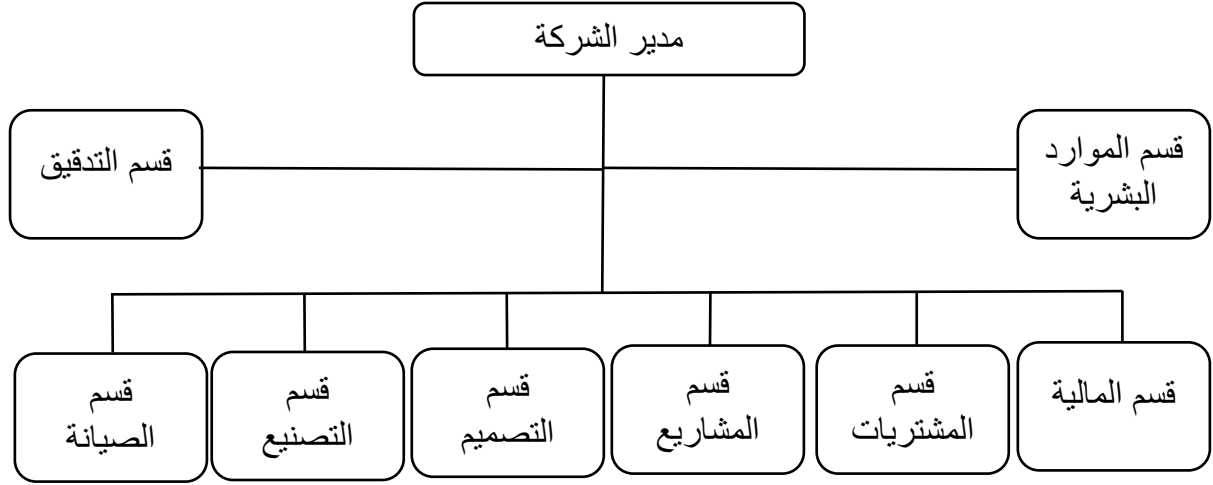 مدير الشركة
قسم الموارد
البشرية
قسم التدقيق
قسم المالية
قسم
المشتريات
قسم
المشاريع
قسم
التصميم
قسم
التصنيع
قسم
الصيانة